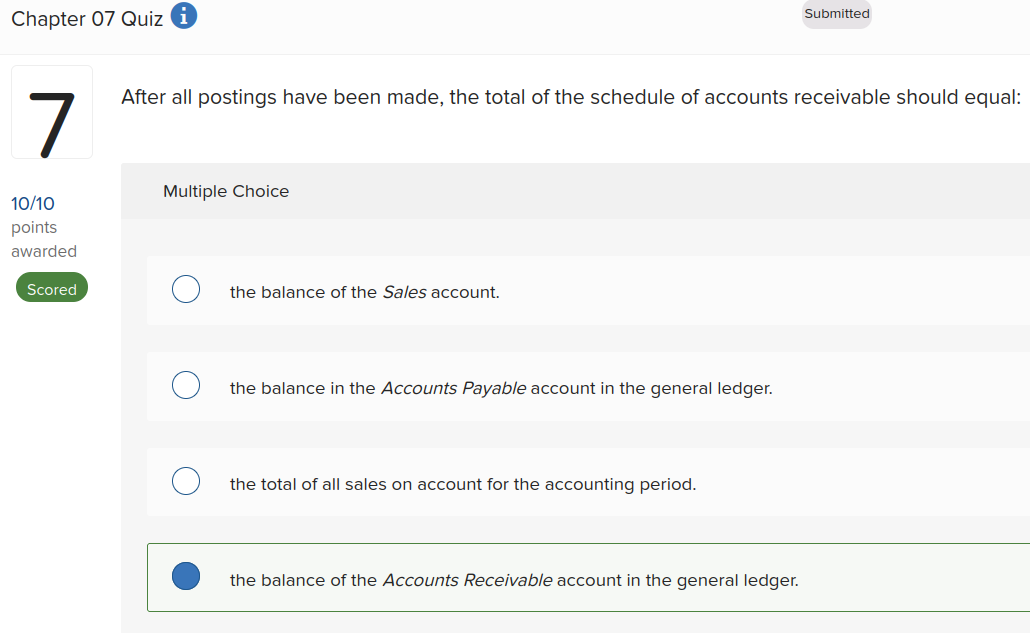 Chapter 07 Quiz i
Submitted
7
After all postings have been made, the total of the schedule of accounts receivable should equal:
10/10
points
awarded
Scored
Multiple Choice
the balance of the Sales account.
the balance in the Accounts Payable account in the general ledger.
the total of all sales on account for the accounting period.
the balance of the Accounts Receivable account in the general ledger.